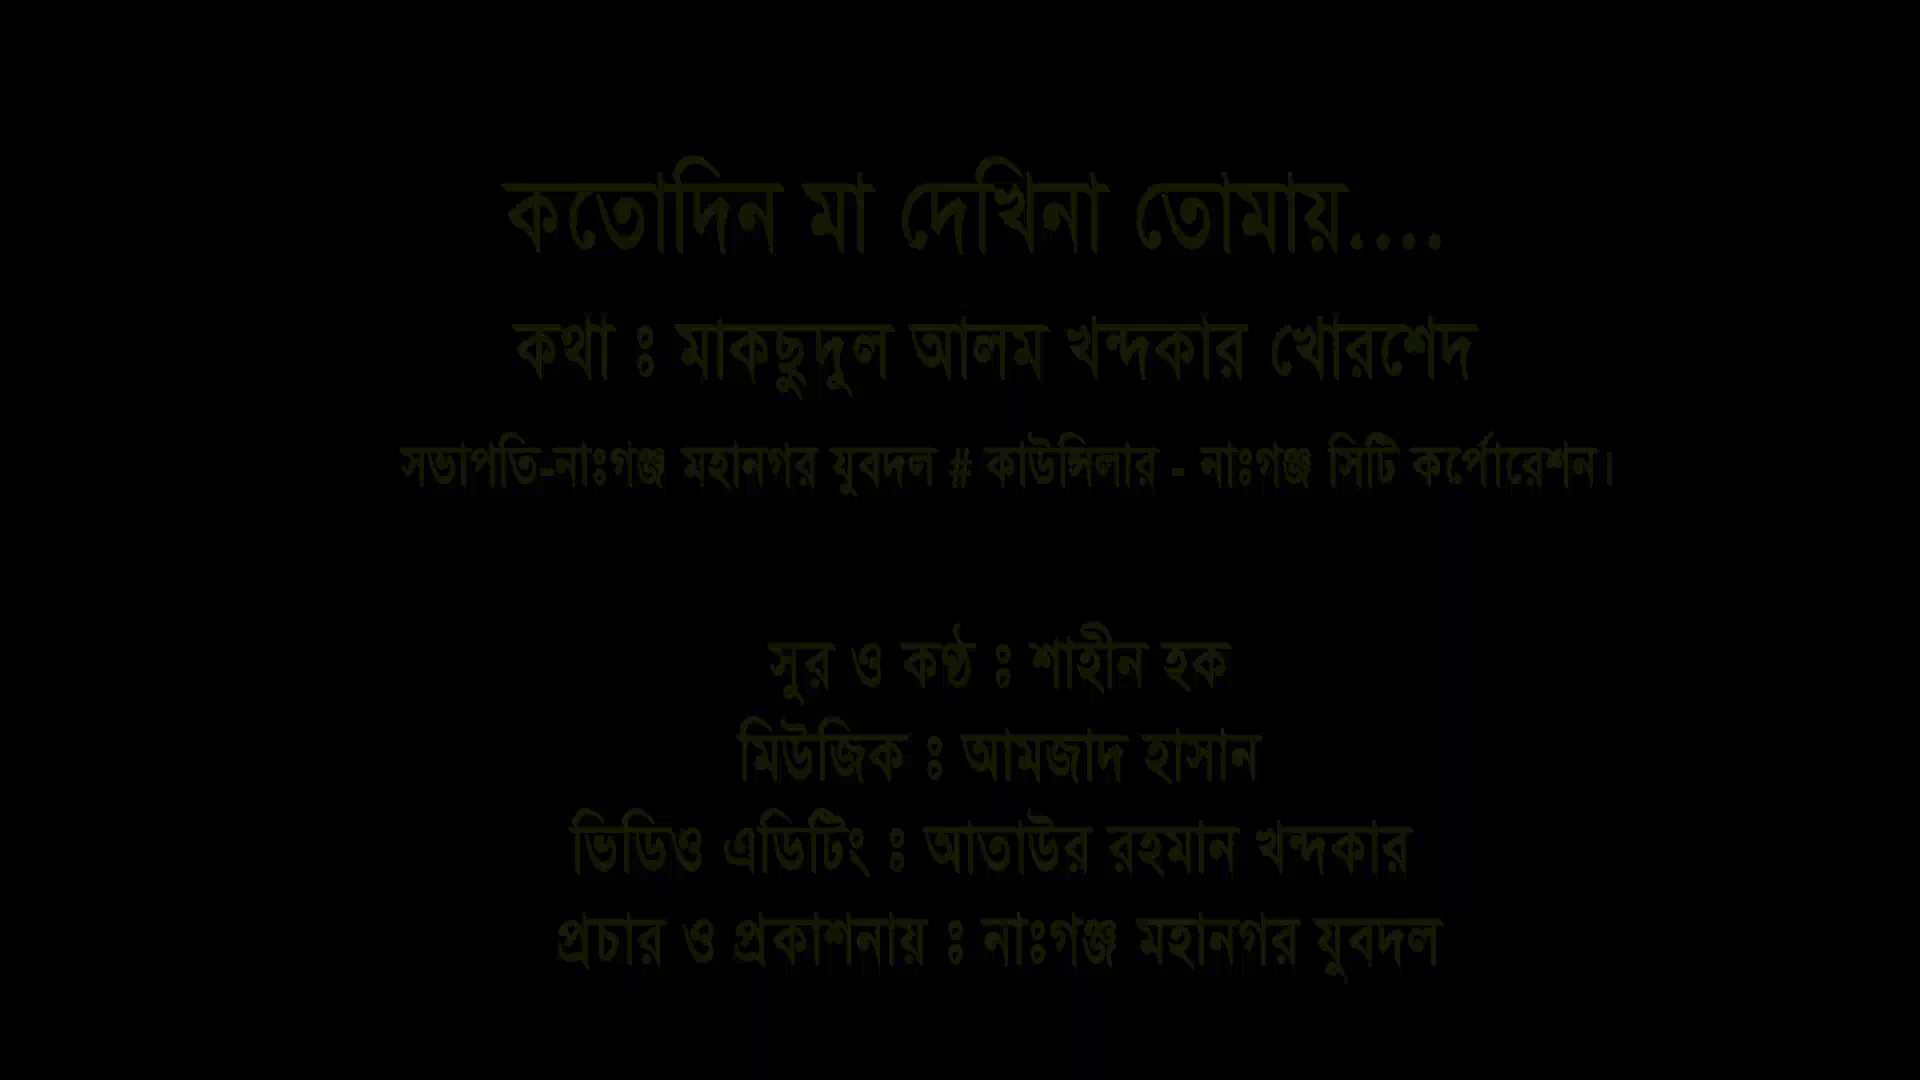 কতোদিন মা দেখিনা তোমায়....
কথা ঃ মাকছুদুল আলম খন্দকার খোরশেদ
সভাপতি-নাঃগঞ্জ মহানগর যুবদল # কাউন্সিলার - নাঃগঞ্জ সিটি কর্পোরেশন।
সুর ও কণ্ঠ ঃ শাহীন হক
মিউজিক ঃ আমজাদ হাসান
ভিডিও এডিটিং ঃ আতাউর রহমান খন্দকার
প্রচার ও প্রকাশনায় ঃ নাঃগঞ্জ মহানগর যুবদল